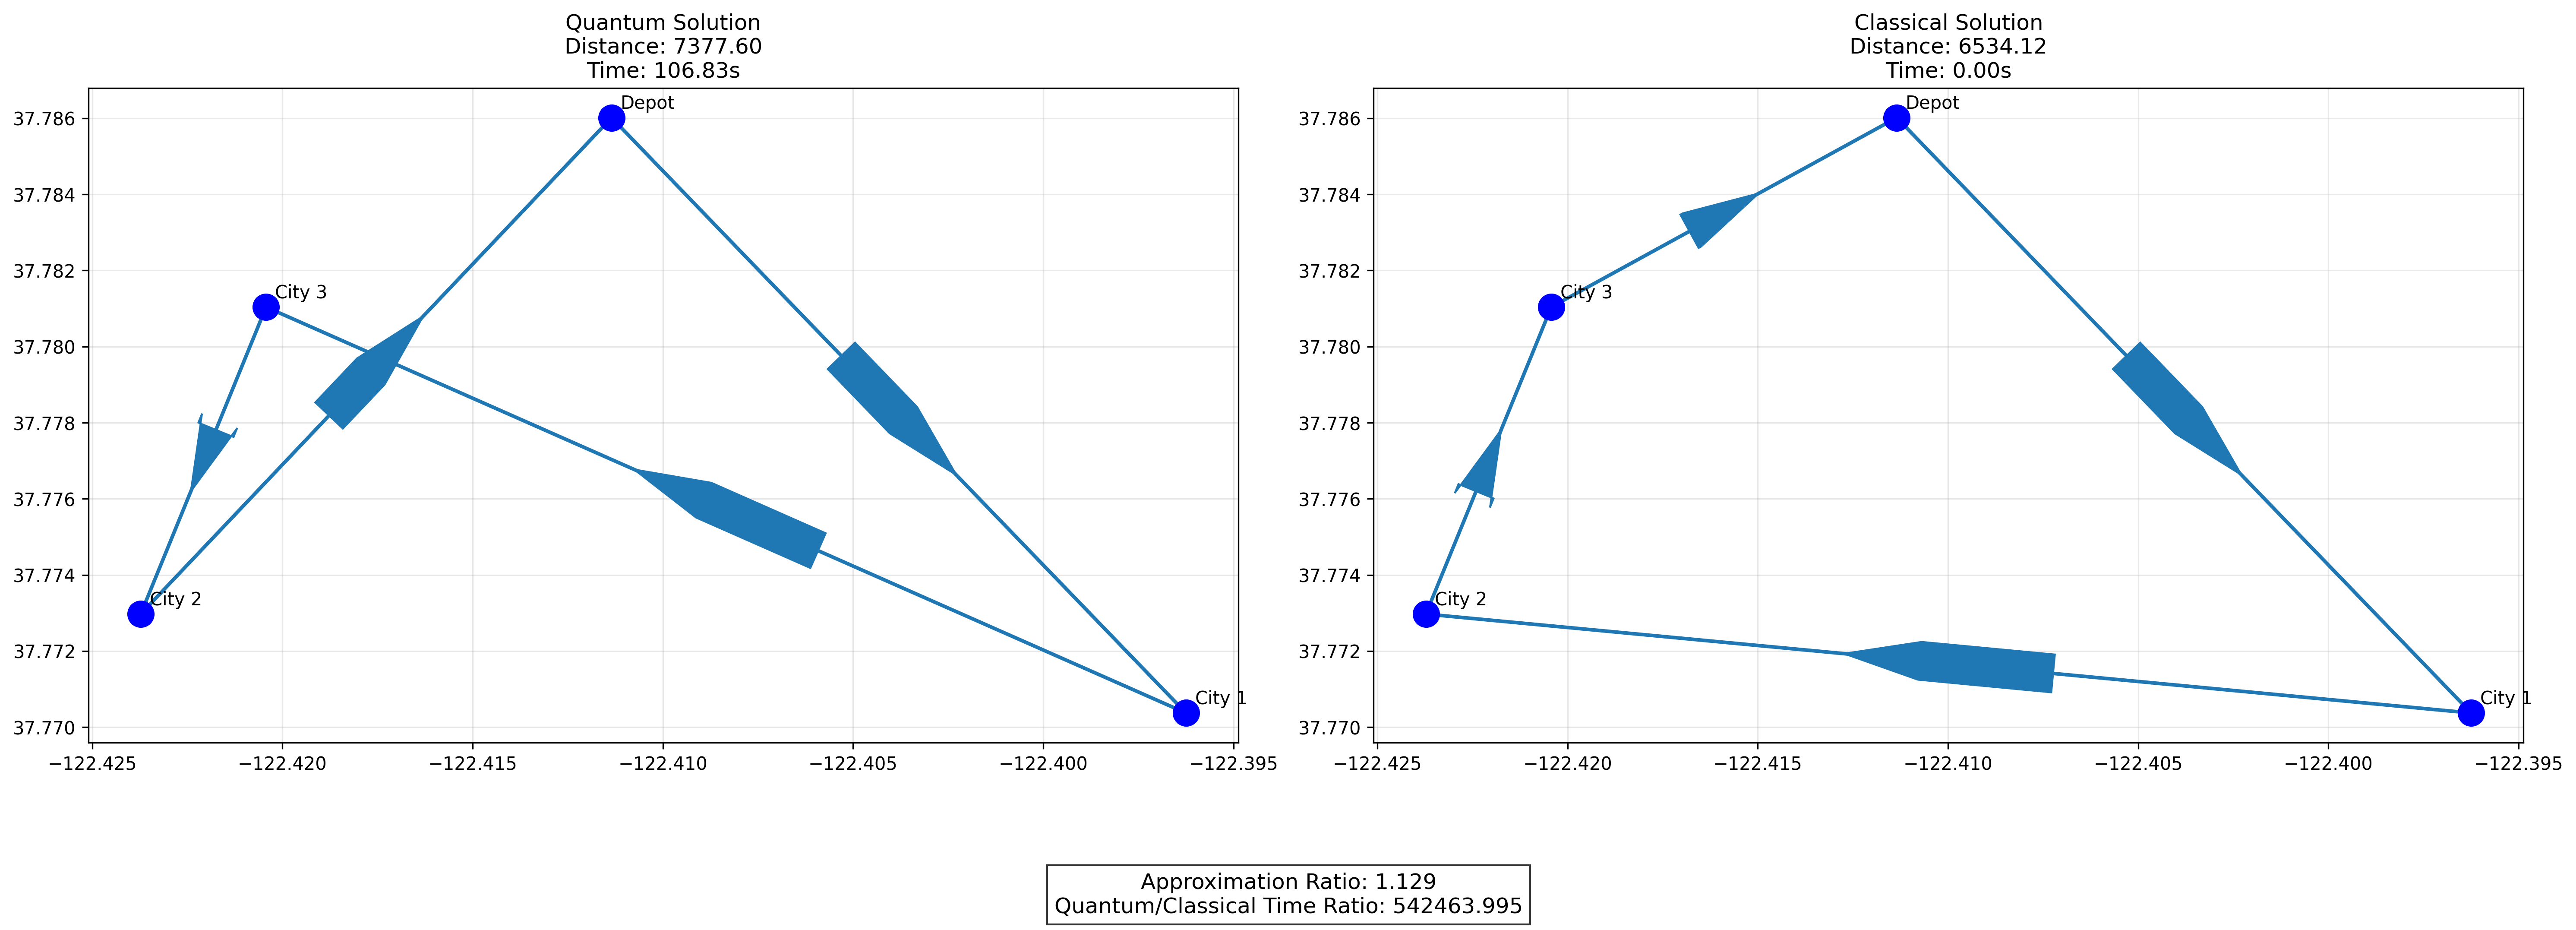 Quantum Solution
Distance: 7377.60
Time: 106.83s
Depot
City 3
City 2
City 1
37.786
37.784
37.782
37.780
37.778
37.776
37.774
37.772
37.770
−122.425 −122.420 −122.415 −122.410 −122.405 −122.400 −122.395
Classical Solution
Distance: 6534.12
Time: 0.00s
Depot
City 3
City 2
City 1
37.786
37.784
37.782
37.780
37.778
37.776
37.774
37.772
37.770
−122.425 −122.420 −122.415 −122.410 −122.405 −122.400 −122.395
Approximation Ratio: 1.129
Quantum/Classical Time Ratio: 542463.995